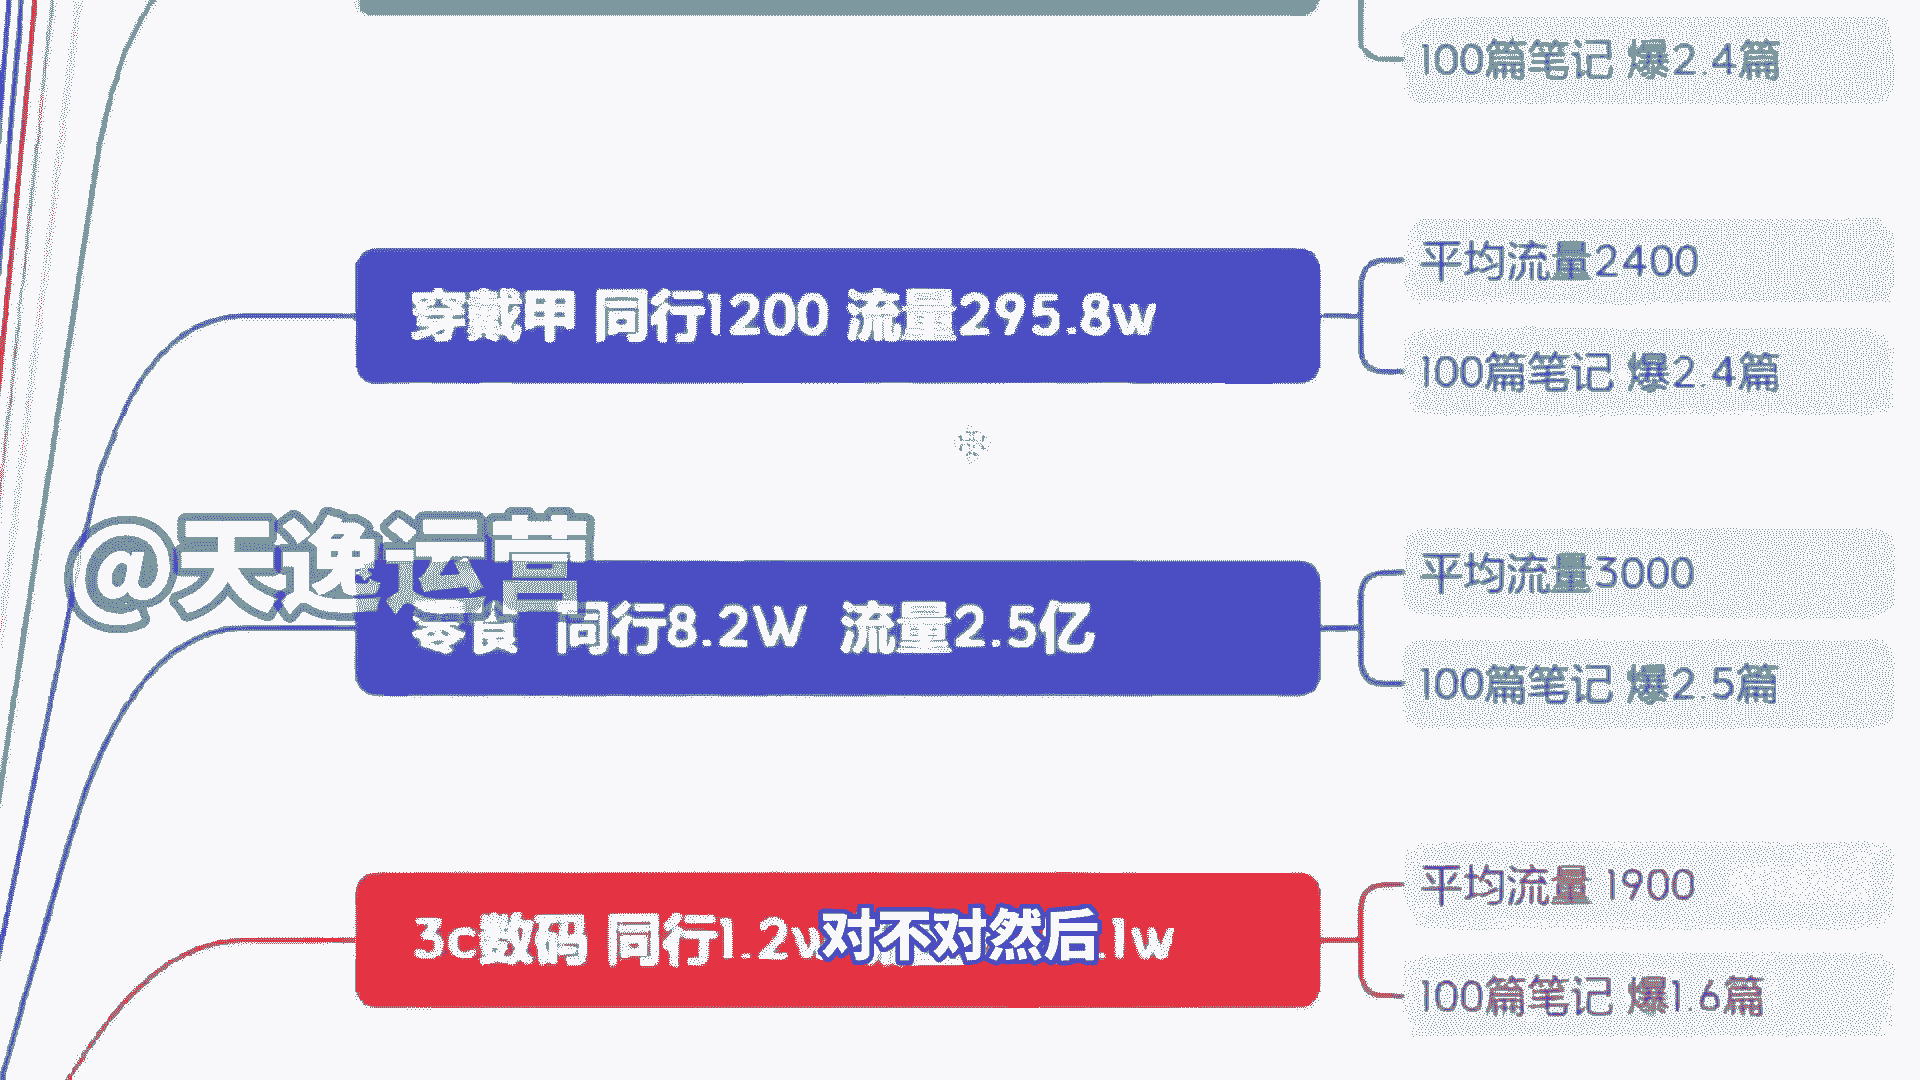 100篇笔记 爆2.4篇
穿戴甲 同行1200 流量295.8w
平均流量2400
100篇笔记 爆2.4篇
@天逸运营
零食 同行8.2W 流量2.5亿
平均流量3000
100篇笔记 爆2.5篇
3c数码 同行1.2w
.1w
对不对然后
平均流量 1900
100篇笔记 爆1.6篇